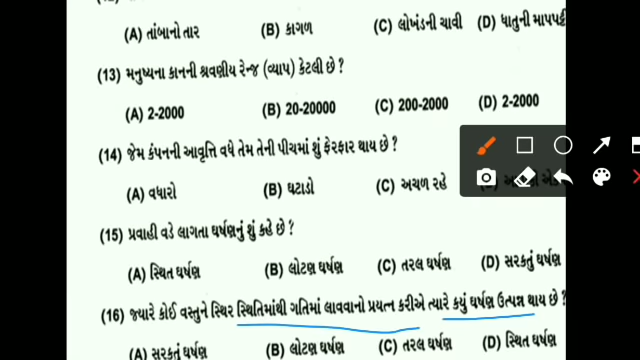 (A) તાંબાનો તાર (B) કાગળ (C) લોખંડની ચાવી (D) ધાતુની માપપટ્ટી
(13) મનુષ્યના કાનની શ્રવણીય રેન્જ (વ્યાપ) કેટલી છે ?
(A) 2-2000 (B) 20-20000 (C) 200-2000 (D) 2-2000
(14) જેમ કંપનની આવૃત્તિ વધે તેમ તેની પીચમાં શું ફેરફાર થાય છે ?
(A) વધારો (B) ઘટાડો (C) અચળ રહે
(15) પ્રવાહી વડે લાગતા ઘર્ષણનું શું કહે છે ?
(A) સ્થિત ઘર્ષણ (B) લોટણ ઘર્ષણ (C) તરલ ઘર્ષણ (D) સરકતું ઘર્ષણ
(16) જ્યારે કોઈ વસ્તુને સ્થિર સ્થિતિમાંથી ગતિમાં લાવવાનો પ્રયત્ન કરીએ ત્યારે કયું ઘર્ષણ ઉત્પન્ન થાય છે ?
(A) સરકતું ઘર્ષણ (B) લોટણ ઘર્ષણ (C) તરલ ઘર્ષણ (D) સ્થિત ઘર્ષણ